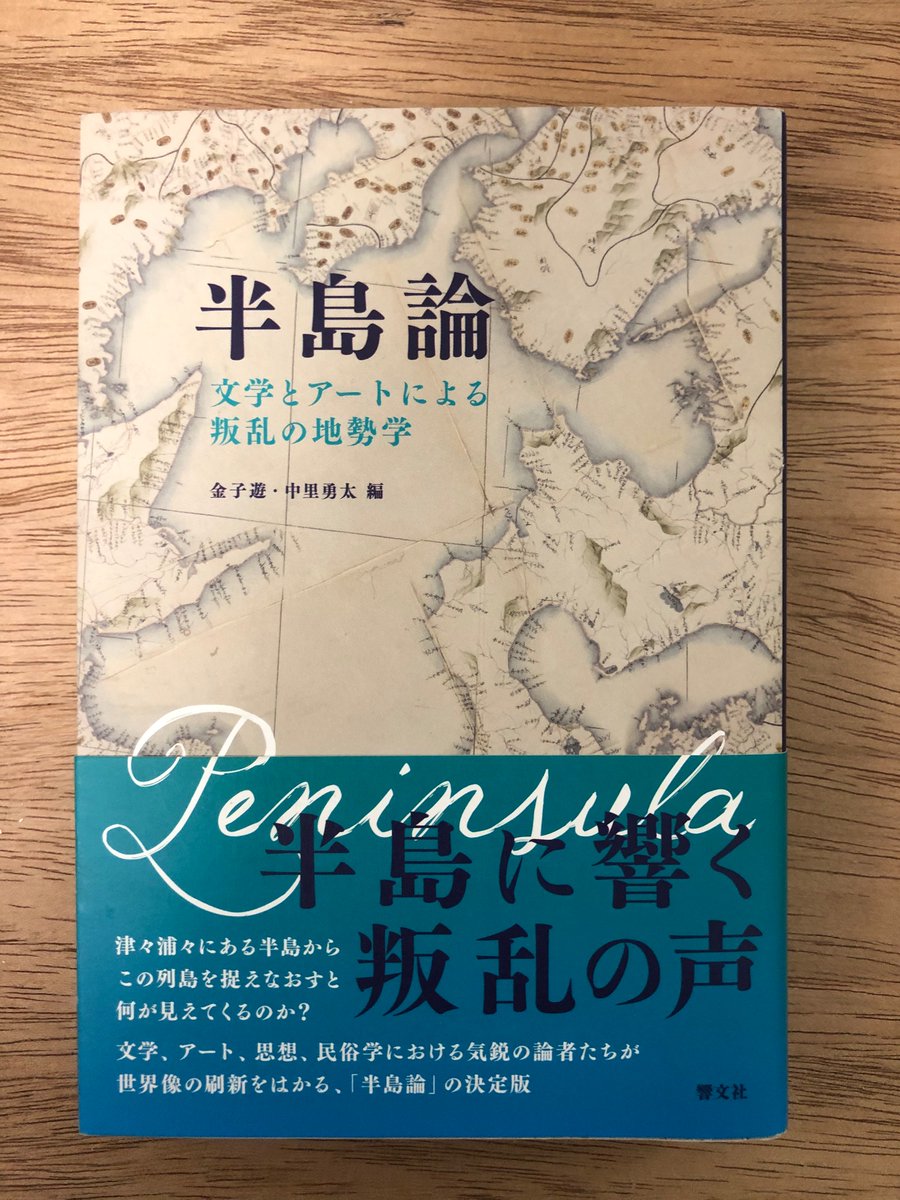 半島論
文学とアートによる
叛乱の地勢学
金子遊・中里勇太 編
Peninsula
半島に響く
叛乱の声
津々浦々にある半島から
この列島を捉えなおすと
何が見えてくるのか?
文学、アート、思想、民俗学における気鋭の論者たちが
世界像の刷新をはかる、「半島論」の決定版
響文社